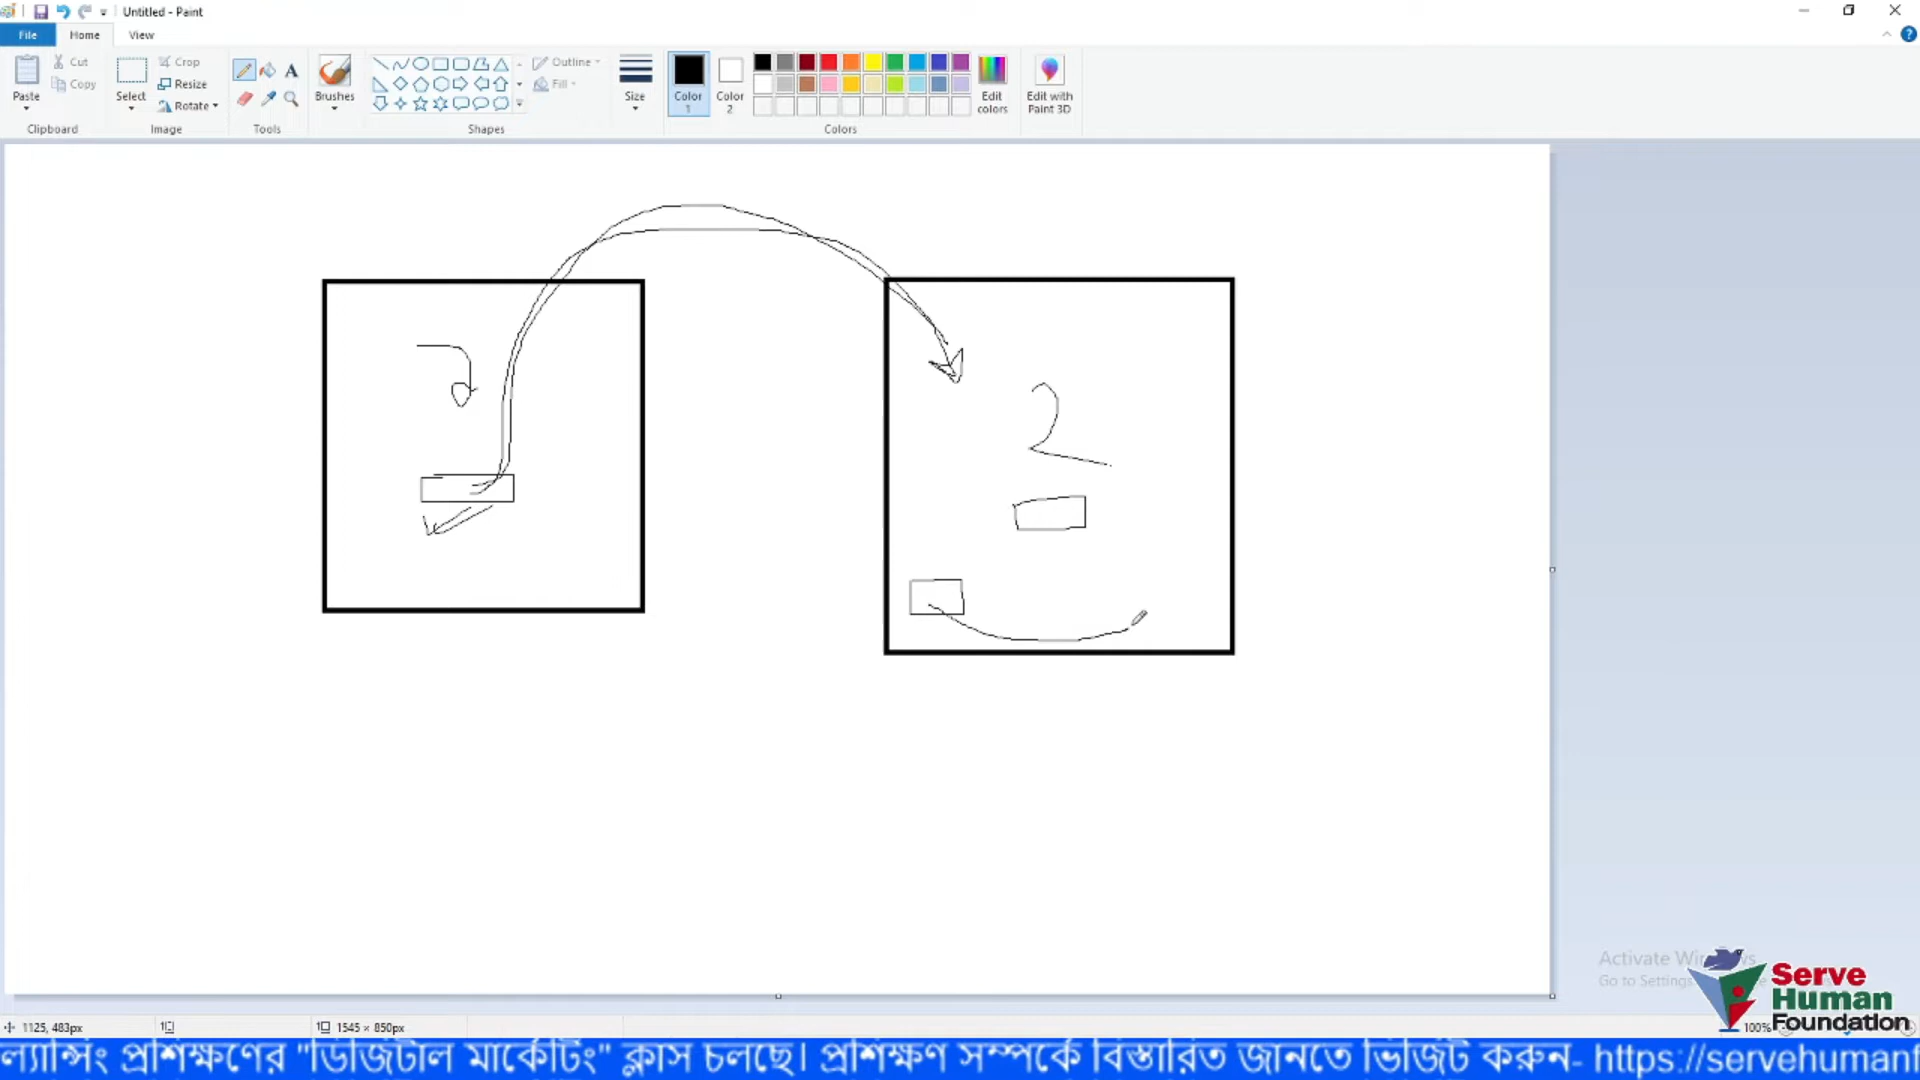 Untitled - Paint
File Home View
Paste
Cut
Copy
Clipboard
Select
Crop
Resize
Rotate
Image
Tools
Brushes
Shapes
Outline
Fill
Size
Color 1
Color 2
Edit colors
Colors
Edit with Paint 3D
2
Activate Windows
Go to Settings
Serve
Human
Foundation
1125, 483px
1545 × 850px
100%
ল্যান্সিং প্রশিক্ষণের "ডিজিটাল মার্কেটিং" ক্লাস চলছে। প্রশিক্ষণ সম্পর্কে বিস্তারিত জানতে ভিজিট করুন- https://servehumanf